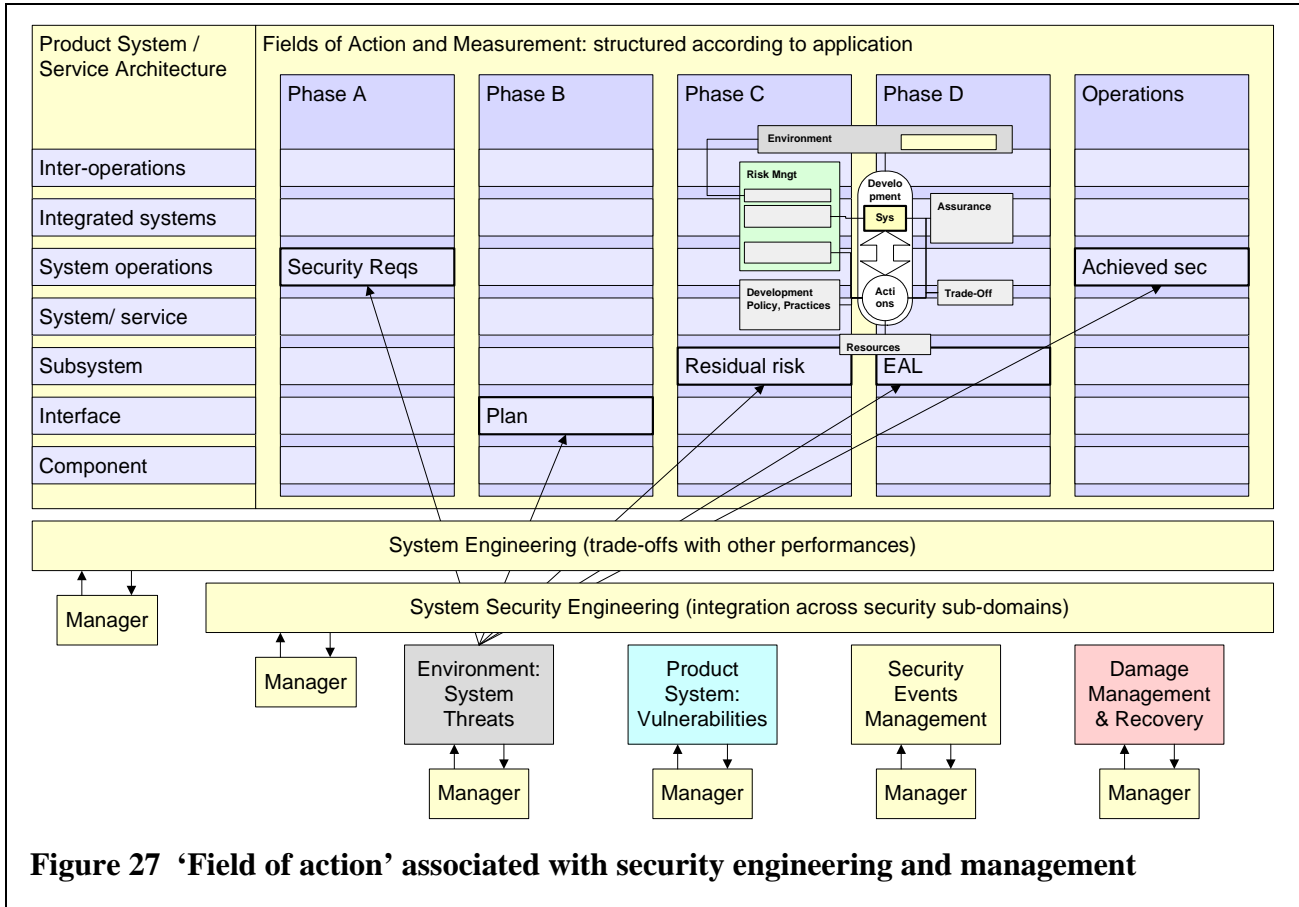 Product System /
Service Architecture
Fields of Action and Measurement: structured according to application
Phase A
Phase B
Phase C
Phase D
Operations
Environment
Inter-operations
Risk Mngt
Develo
pment
Integrated systems
Sys
Assurance
System operations
Security Reqs
Achieved sec
Development
Policy, Practices
Acti
ons
Trade-Off
System/ service
Resources
Subsystem
Residual risk
EAL
Interface
Plan
Component
System Engineering (trade-offs with other performances)
Manager
System Security Engineering (integration across security sub-domains)
Manager
Environment:
System
Threats
Product
System:
Vulnerabilities
Security
Events
Management
Damage
Management
& Recovery
Manager
Manager
Manager
Manager
Figure 27 ‘Field of action’ associated with security engineering and management